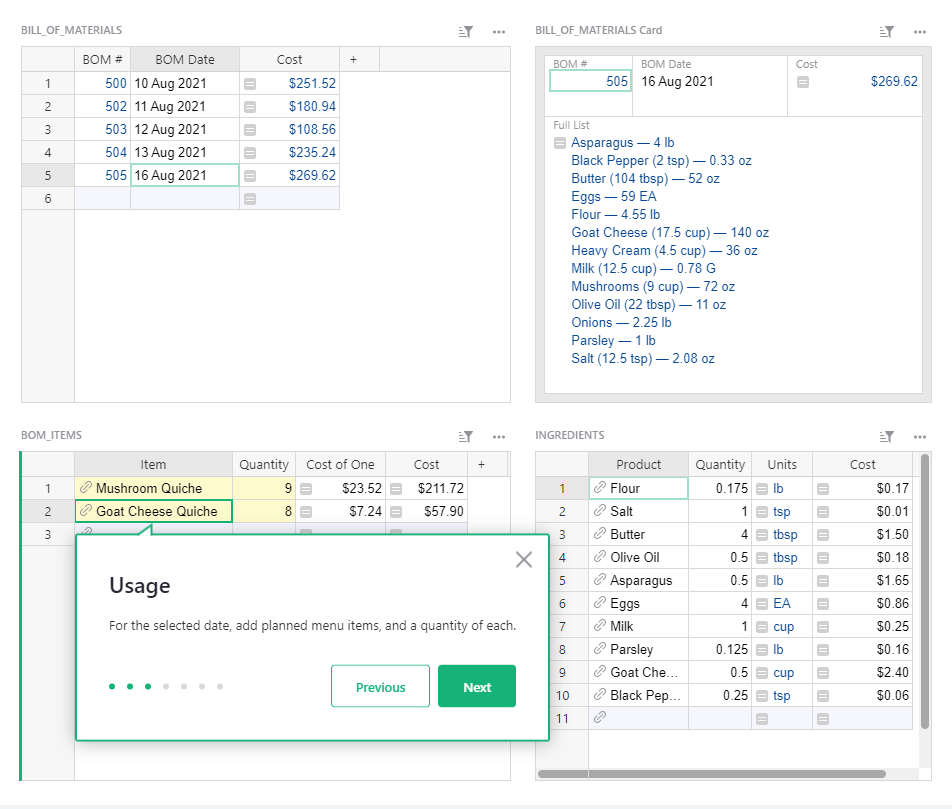 BILL_OF_MATERIALS
BOM # BOM Date Cost +
1 500 10 Aug 2021 $251.52
2 502 11 Aug 2021 $180.94
3 503 12 Aug 2021 $108.56
4 504 13 Aug 2021 $235.24
5 505 16 Aug 2021 $269.62
6
BILL_OF_MATERIALS Card
BOM # BOM Date Cost
505 16 Aug 2021 $269.62
Full List
Asparagus — 4 lb
Black Pepper (2 tsp) — 0.33 oz
Butter (104 tbsp) — 52 oz
Eggs — 59 EA
Flour — 4.55 lb
Goat Cheese (17.5 cup) — 140 oz
Heavy Cream (4.5 cup) — 36 oz
Milk (12.5 cup) — 0.78 G
Mushrooms (9 cup) — 72 oz
Olive Oil (22 tbsp) — 11 oz
Onions — 2.25 lb
Parsley — 1 lb
Salt (12.5 tsp) — 2.08 oz
BOM_ITEMS
Item Quantity Cost of One Cost +
1 Mushroom Quiche 9 $23.52 $211.72
2 Goat Cheese Quiche 8 $7.24 $57.90
3
Usage
For the selected date, add planned menu items, and a quantity of each.
Previous Next
INGREDIENTS
Product Quantity Units Cost
1 Flour 0.175 lb $0.17
2 Salt 1 tsp $0.01
3 Butter 4 tbsp $1.50
4 Olive Oil 0.5 tbsp $0.18
5 Asparagus 0.5 lb $1.65
6 Eggs 4 EA $0.86
7 Milk 1 cup $0.25
8 Parsley 0.125 lb $0.16
9 Goat Che... 0.5 cup $2.40
10 Black Pep... 0.25 tsp $0.06
11